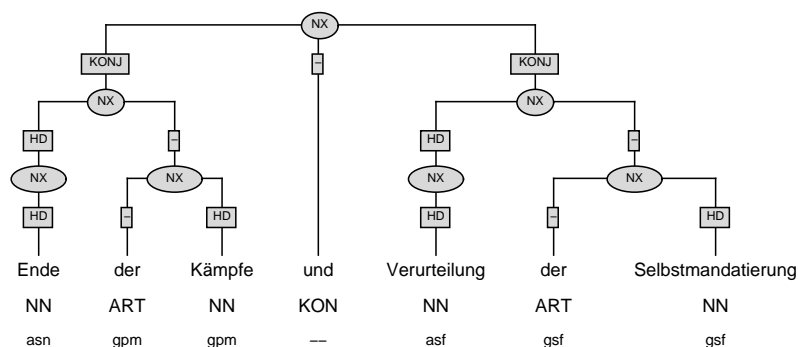 NX
KONJ – KONJ
NX NX
HD – HD –
NX NX NX NX
HD – HD HD – HD
Ende der Kämpfe und Verurteilung der Selbstmandatierung
NN ART NN KON NN ART NN
asn gpm gpm −− asf gsf gsf